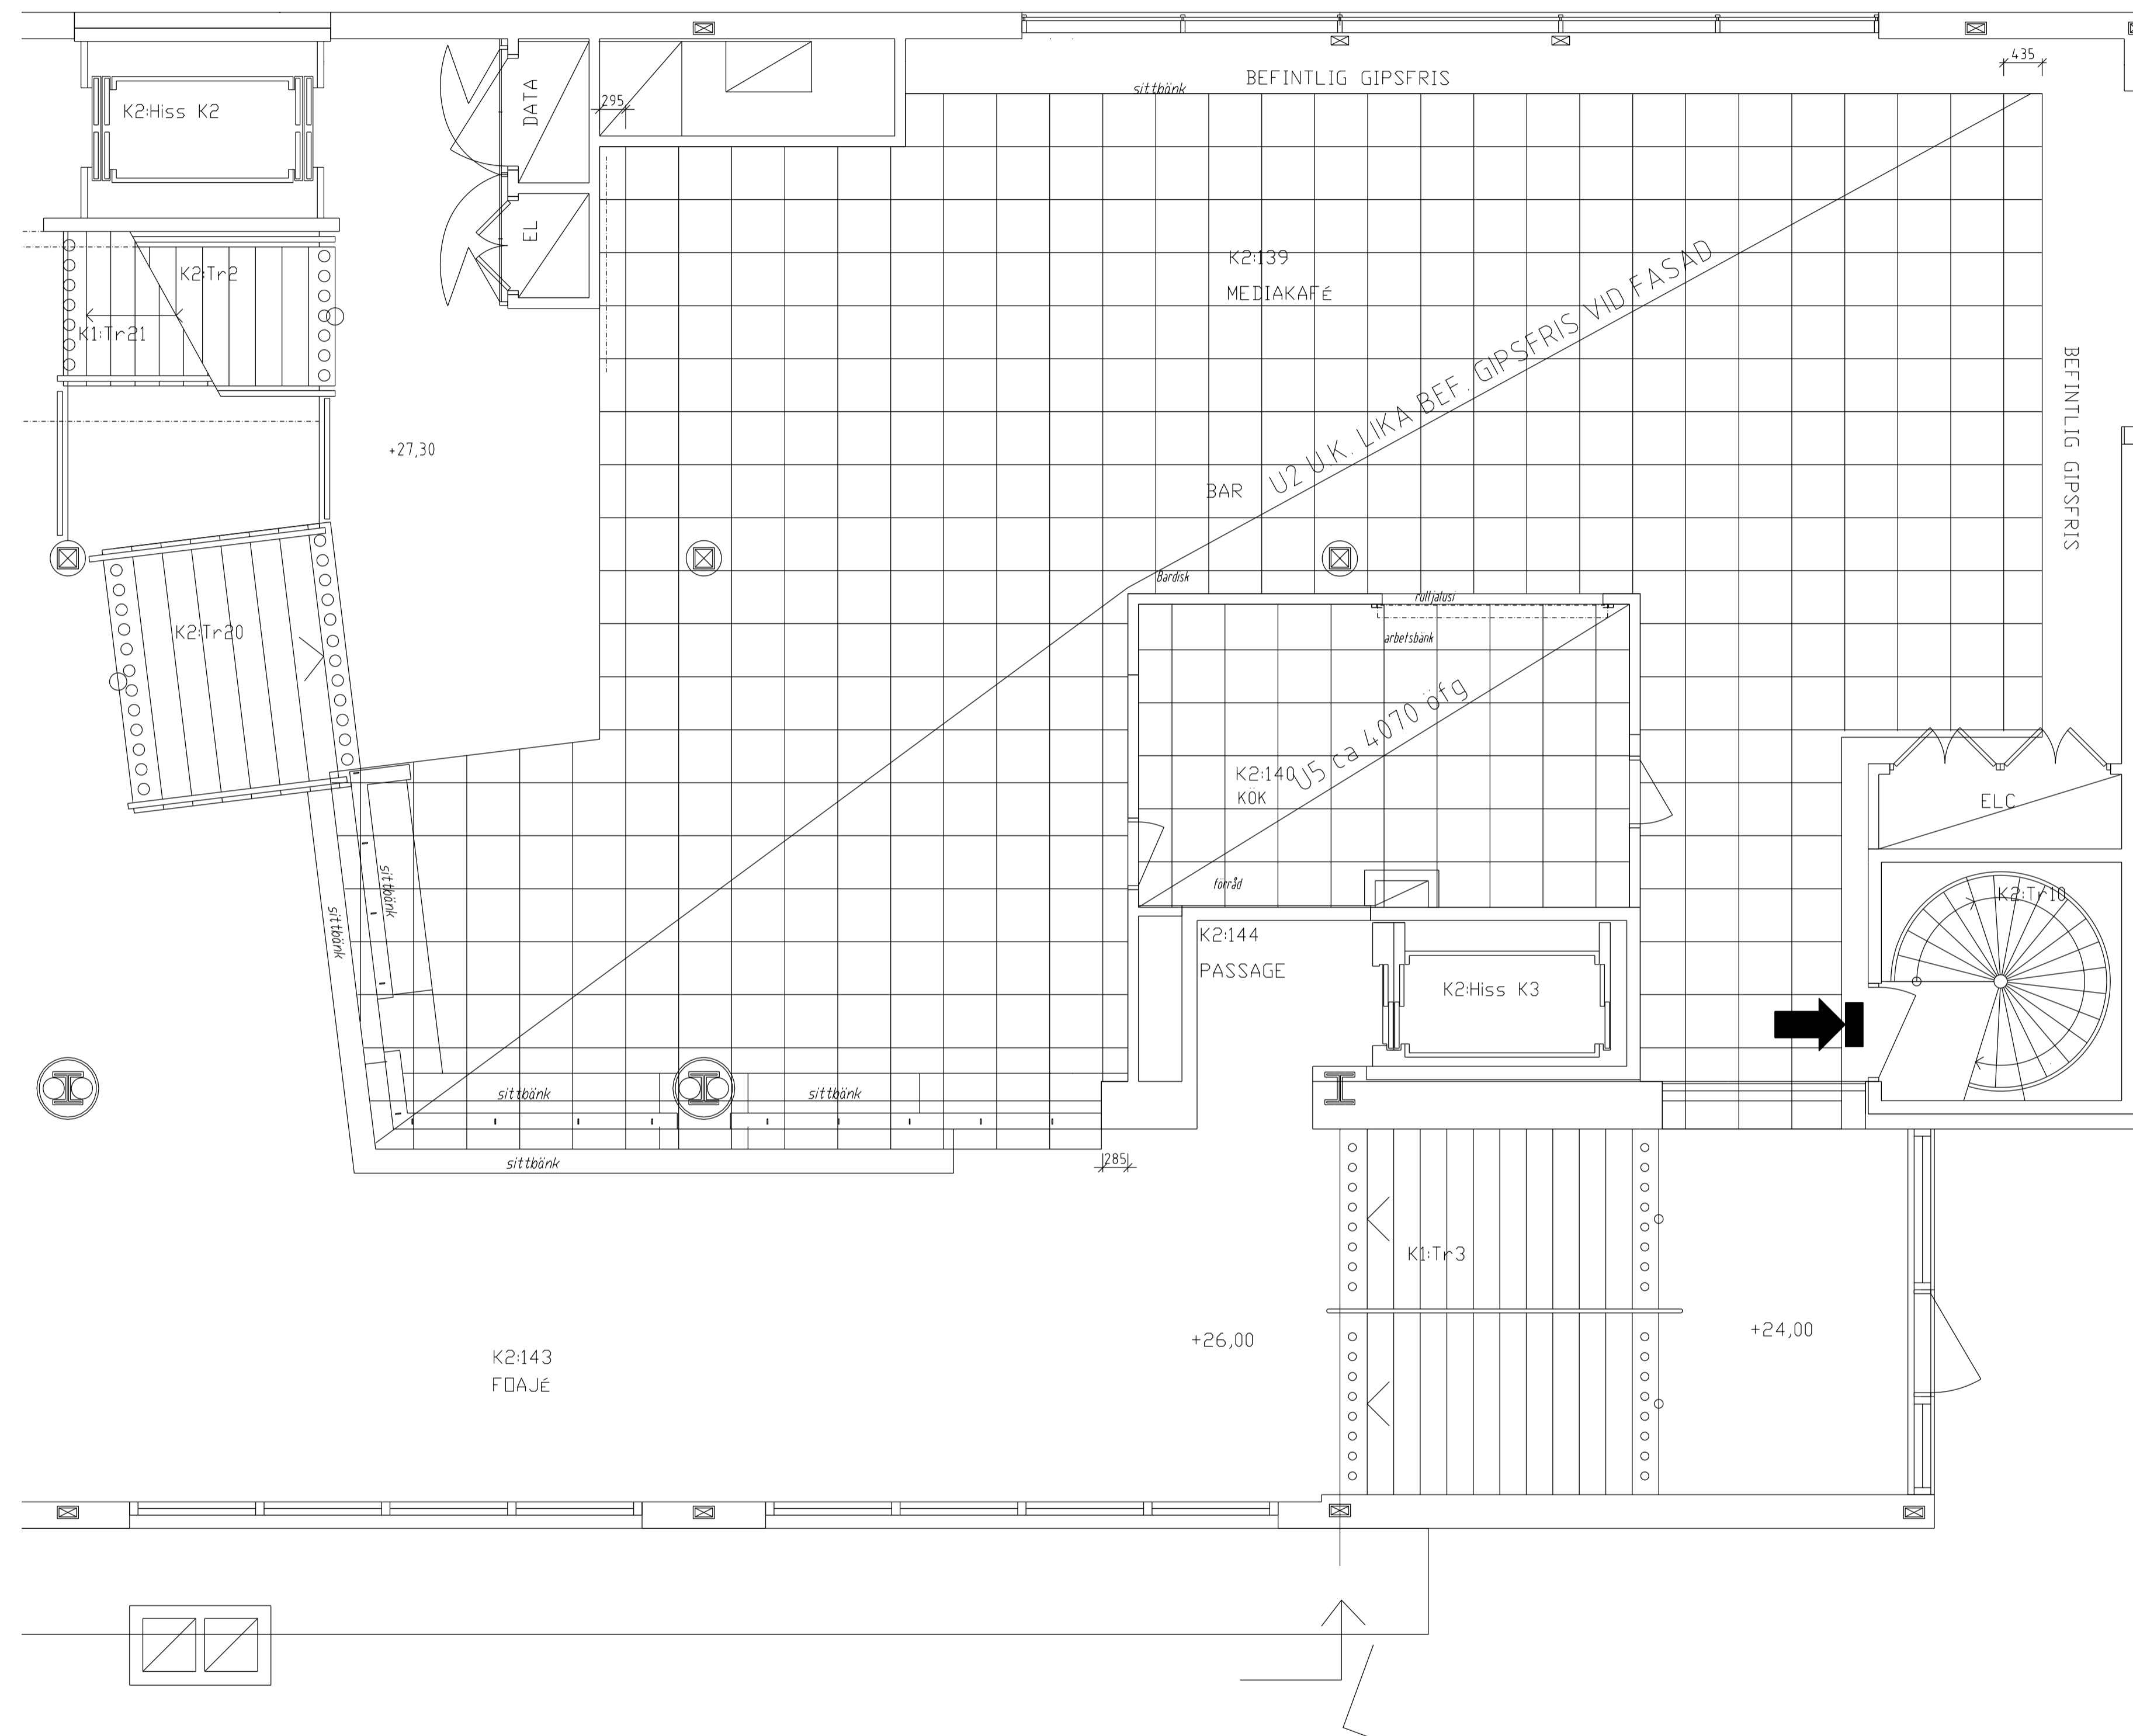 435
BEFINTLIG GIPSFRIS
sittbänk
K2:Hiss K2
DATA
295
EL
K2:139
MEDIAKAFÉ
K2:Tr2
K1:Tr21
U2 U.K. LIKA BEF. GIPSFRIS VID FASAD
BEFINTLIG GIPSFRIS
+27,30
BAR
Bardisk
rulljalusi
arbetsbänk
K2:Tr20
U5 ca 4070 öfg
K2:140
KÖK
ELC
sittbänk
sittbänk
förråd
K2:Tr10
K2:144
PASSAGE
K2:Hiss K3
sittbänk
sittbänk
sittbänk
285
K1:Tr3
+26,00
+24,00
K2:143
FOAJÉ